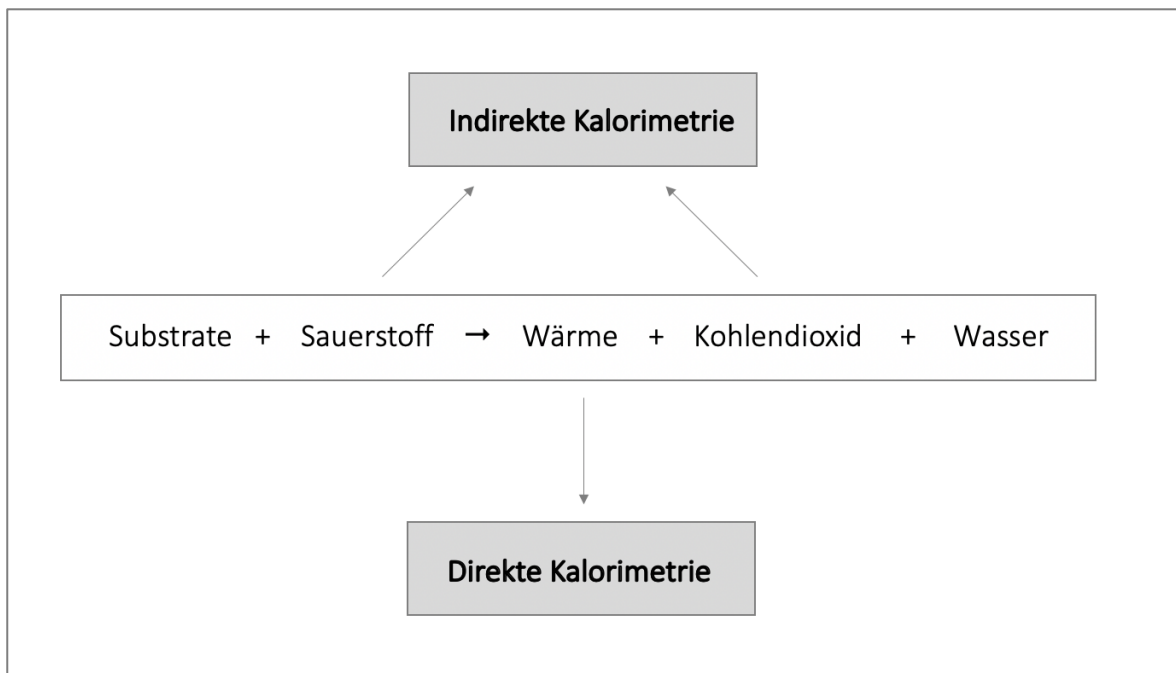 Indirekte Kalorimetrie
Substrate + Sauerstoff → Wärme + Kohlendioxid + Wasser
Direkte Kalorimetrie